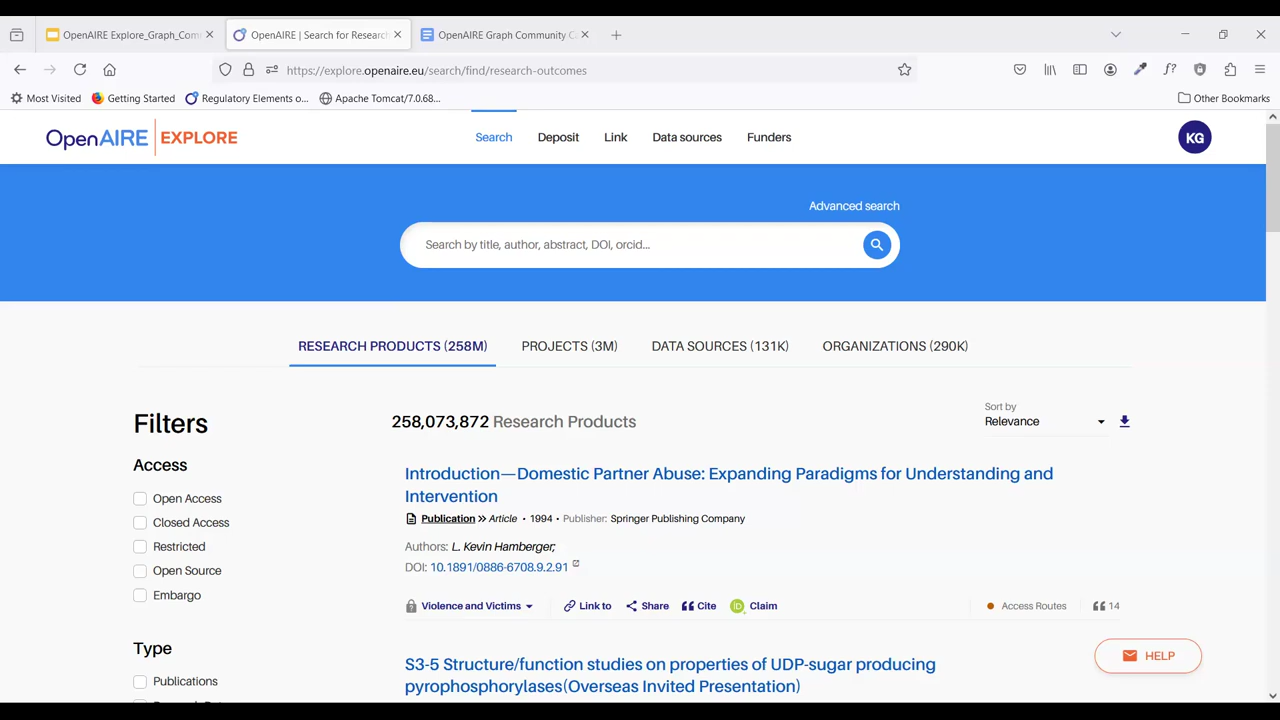 OpenAIRE Explore_Graph_Com
OpenAIRE | Search for Researc
OpenAIRE Graph Community C
https://explore.openaire.eu/search/find/research-outcomes
Most Visited
Getting Started
Regulatory Elements o...
Apache Tomcat/7.0.68...
Other Bookmarks
OpenAIRE EXPLORE
Search
Deposit
Link
Data sources
Funders
KG
Advanced search
Search by title, author, abstract, DOI, orcid...
RESEARCH PRODUCTS (258M)
PROJECTS (3M)
DATA SOURCES (131K)
ORGANIZATIONS (290K)
Filters
Access
Open Access
Closed Access
Restricted
Open Source
Embargo
Type
Publications
258,073,872 Research Products
Sort by
Relevance
Introduction—Domestic Partner Abuse: Expanding Paradigms for Understanding and
Intervention
Publication » Article • 1994 • Publisher: Springer Publishing Company
Authors: L. Kevin Hamberger;
DOI: 10.1891/0886-6708.9.2.91
Violence and Victims
Link to
Share
Cite
iD Claim
Access Routes
14
S3-5 Structure/function studies on properties of UDP-sugar producing
pyrophosphorylases(Overseas Invited Presentation)
HELP